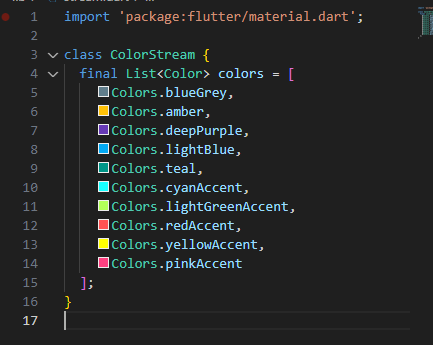 1 import 'package:flutter/material.dart';
2
3 class ColorStream {
4 final List<Color> colors = [
5 Colors.blueGrey,
6 Colors.amber,
7 Colors.deepPurple,
8 Colors.lightBlue,
9 Colors.teal,
10 Colors.cyanAccent,
11 Colors.lightGreenAccent,
12 Colors.redAccent,
13 Colors.yellowAccent,
14 Colors.pinkAccent
15 ];
16 }
17